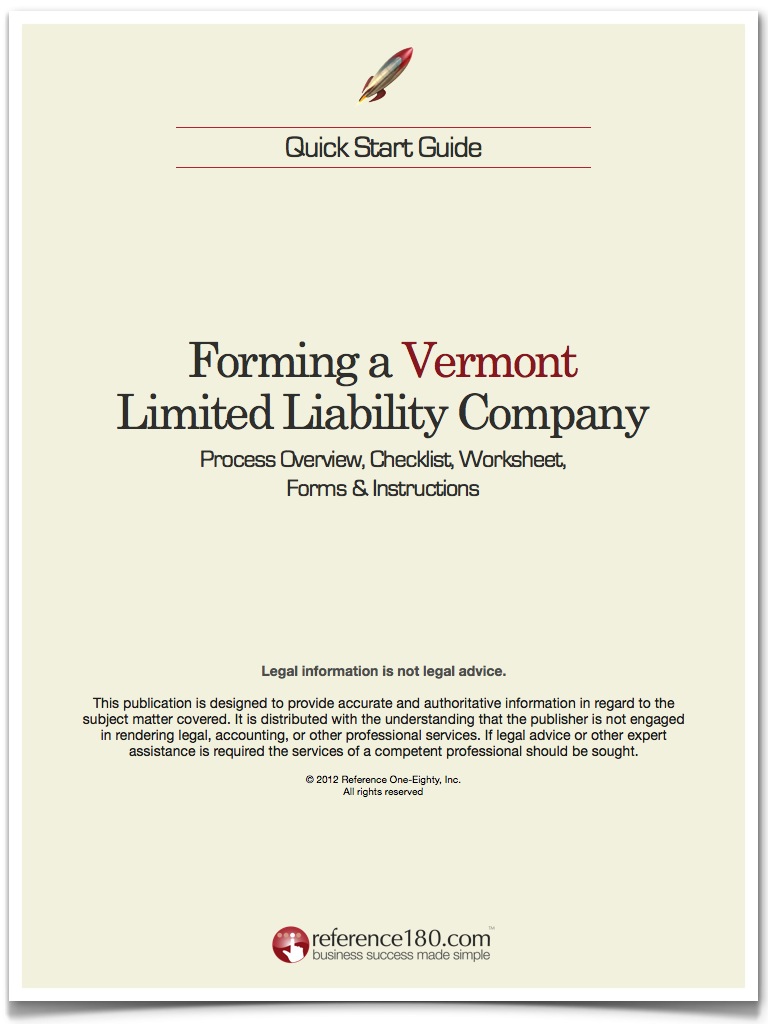 Quick Start Guide
Forming a Vermont
Limited Liability Company
Process Overview, Checklist, Worksheet,
Forms & Instructions
Legal information is not legal advice.
This publication is designed to provide accurate and authoritative information in regard to the
subject matter covered. It is distributed with the understanding that the publisher is not engaged
in rendering legal, accounting, or other professional services. If legal advice or other expert
assistance is required the services of a competent professional should be sought.
© 2012 Reference One-Eighty, Inc.
All rights reserved
reference180.com™
business success made simple